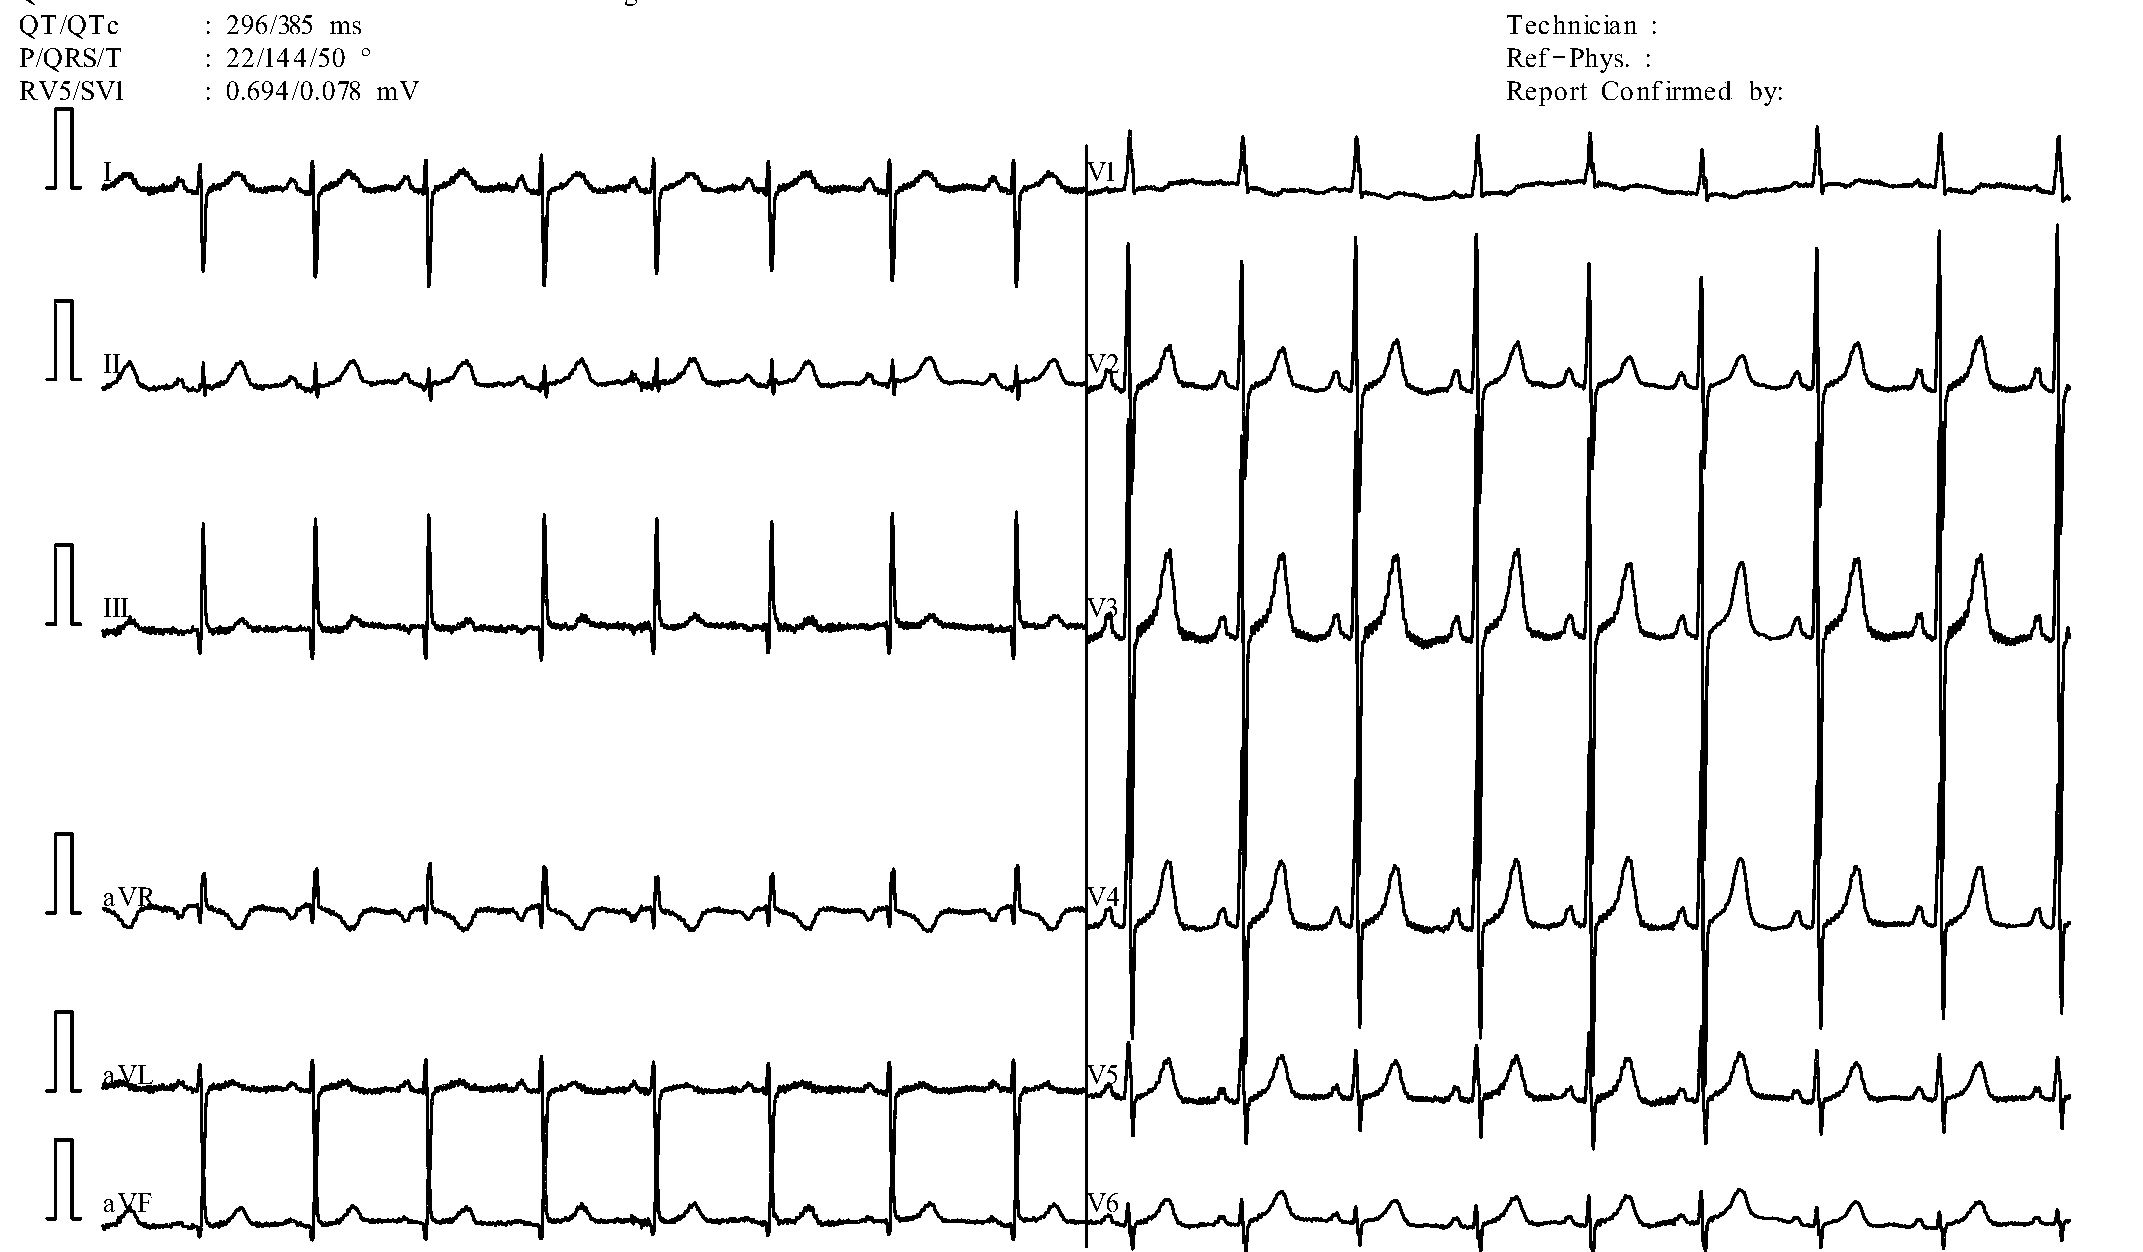 QT/QTc : 296/385 ms
P/QRS/T : 22/144/50 °
RV5/SV1 : 0.694/0.078 mV
Technician :
Ref-Phys. :
Report Confirmed by:
I
V1
II
V2
III
V3
aVR
V4
aVL
V5
aVF
V6